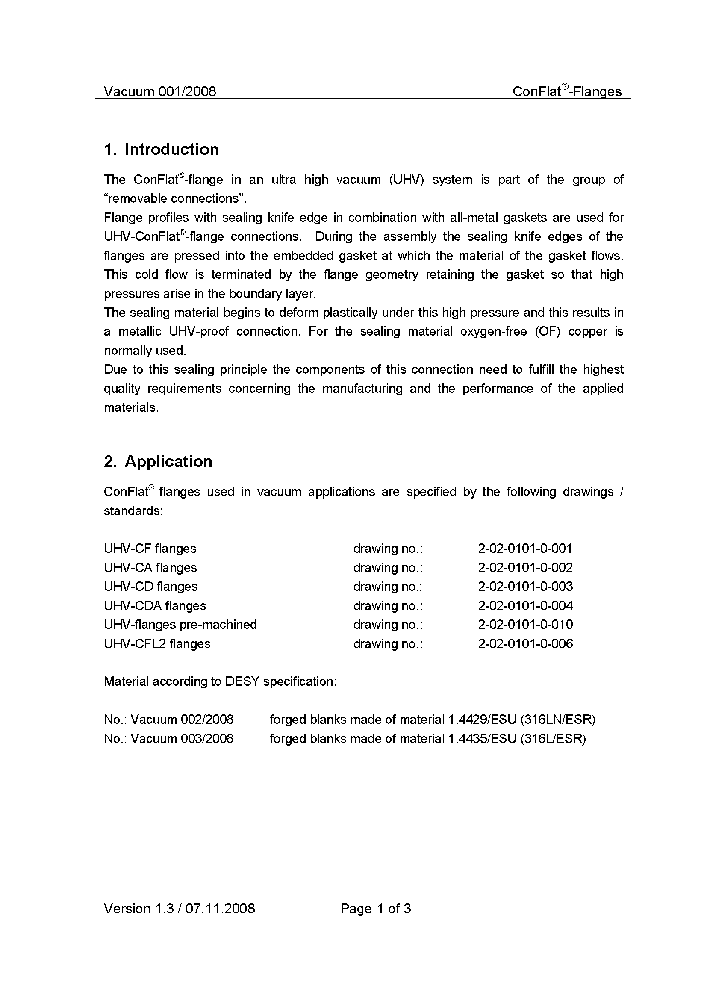 Vacuum 001/2008 ConFlat®-Flanges
1. Introduction
The ConFlat®-flange in an ultra high vacuum (UHV) system is part of the group of
“removable connections”.
Flange profiles with sealing knife edge in combination with all-metal gaskets are used for
UHV-ConFlat®-flange connections. During the assembly the sealing knife edges of the
flanges are pressed into the embedded gasket at which the material of the gasket flows.
This cold flow is terminated by the flange geometry retaining the gasket so that high
pressures arise in the boundary layer.
The sealing material begins to deform plastically under this high pressure and this results in
a metallic UHV-proof connection. For the sealing material oxygen-free (OF) copper is
normally used.
Due to this sealing principle the components of this connection need to fulfill the highest
quality requirements concerning the manufacturing and the performance of the applied
materials.
2. Application
ConFlat® flanges used in vacuum applications are specified by the following drawings /
standards:
UHV-CF flanges drawing no.: 2-02-0101-0-001
UHV-CA flanges drawing no.: 2-02-0101-0-002
UHV-CD flanges drawing no.: 2-02-0101-0-003
UHV-CDA flanges drawing no.: 2-02-0101-0-004
UHV-flanges pre-machined drawing no.: 2-02-0101-0-010
UHV-CFL2 flanges drawing no.: 2-02-0101-0-006
Material according to DESY specification:
No.: Vacuum 002/2008 forged blanks made of material 1.4429/ESU (316LN/ESR)
No.: Vacuum 003/2008 forged blanks made of material 1.4435/ESU (316L/ESR)
Version 1.3 / 07.11.2008 Page 1 of 3